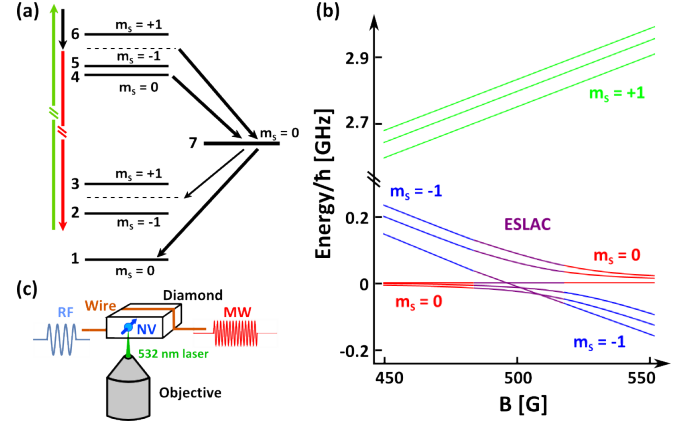 (a)
6
m_s = +1
5
m_s = -1
4
m_s = 0
7
m_s = 0
3
m_s = +1
2
m_s = -1
1
m_s = 0
(b)
Energy/ħ [GHz]
2.9
2.7
0.2
0
-0.2
m_s = +1
m_s = -1
ESLAC
m_s = 0
m_s = 0
m_s = -1
450
500
550
B [G]
(c)
Diamond
Wire
RF
MW
NV
532 nm laser
Objective